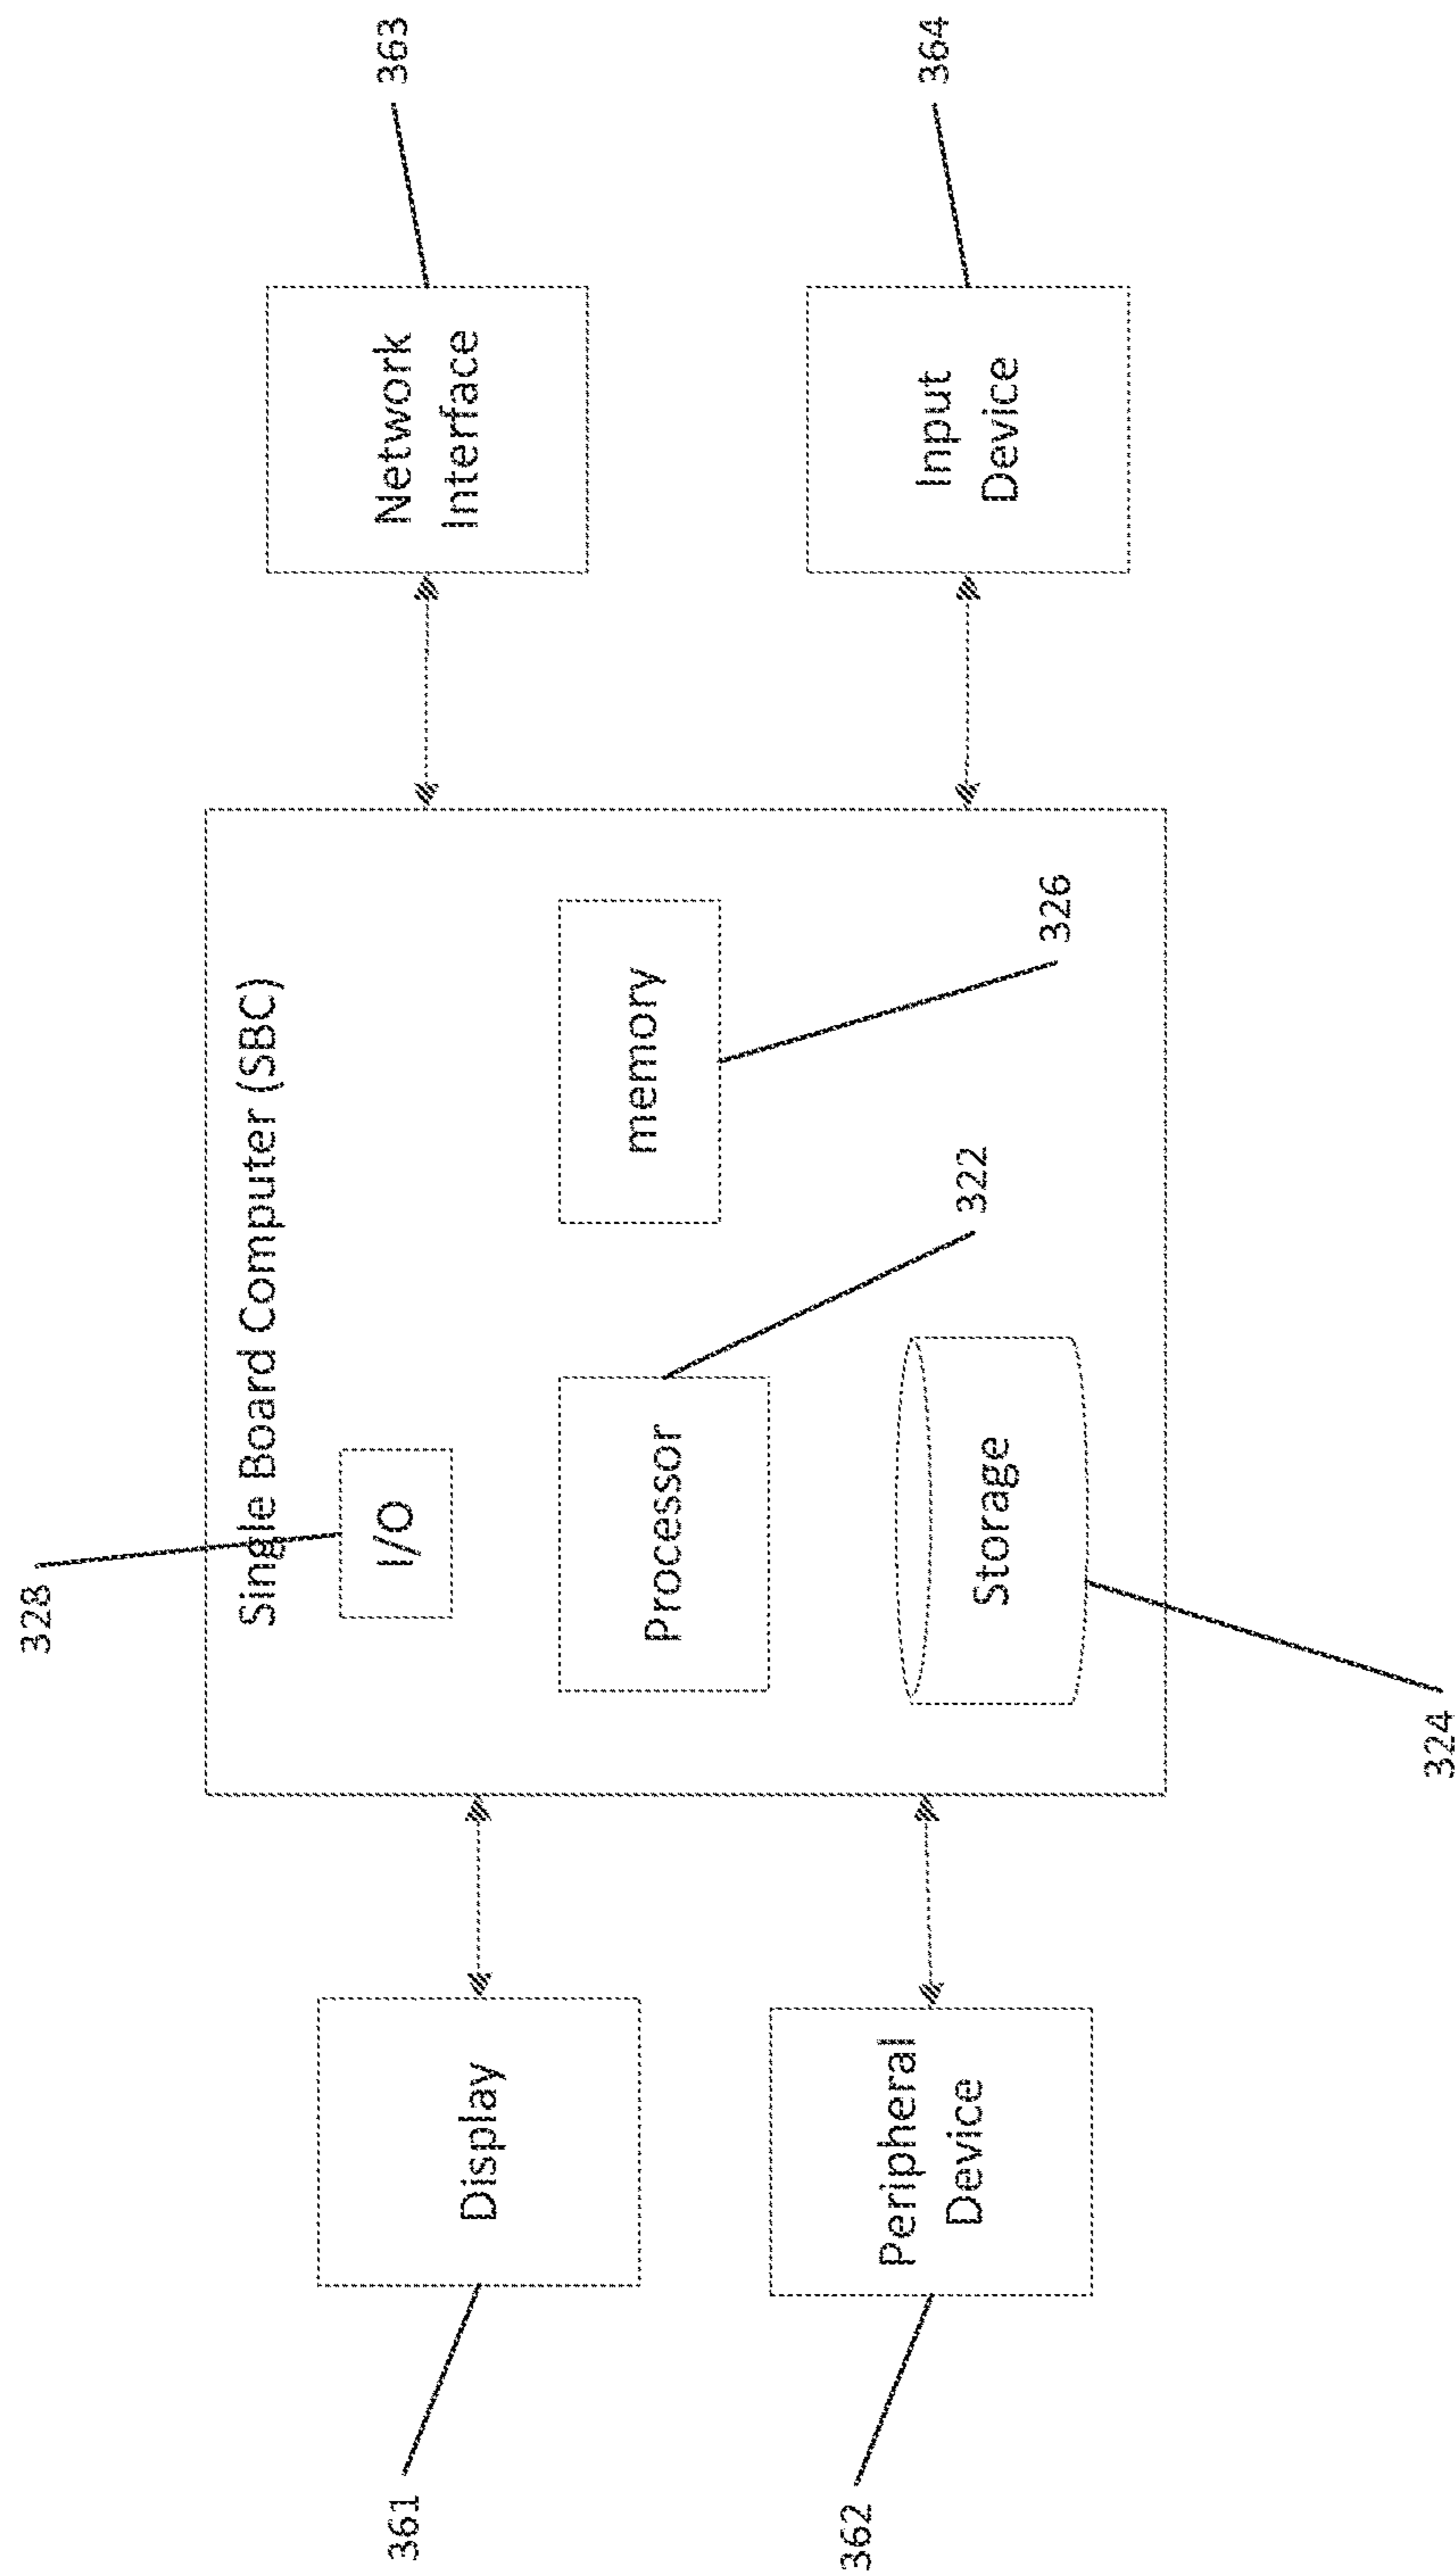 328
Single Board Computer (SBC)
363
361
Display
I/O
Network
Interface
Processor
memory
362
Peripheral
Device
322
364
Input
Device
Storage
326
324